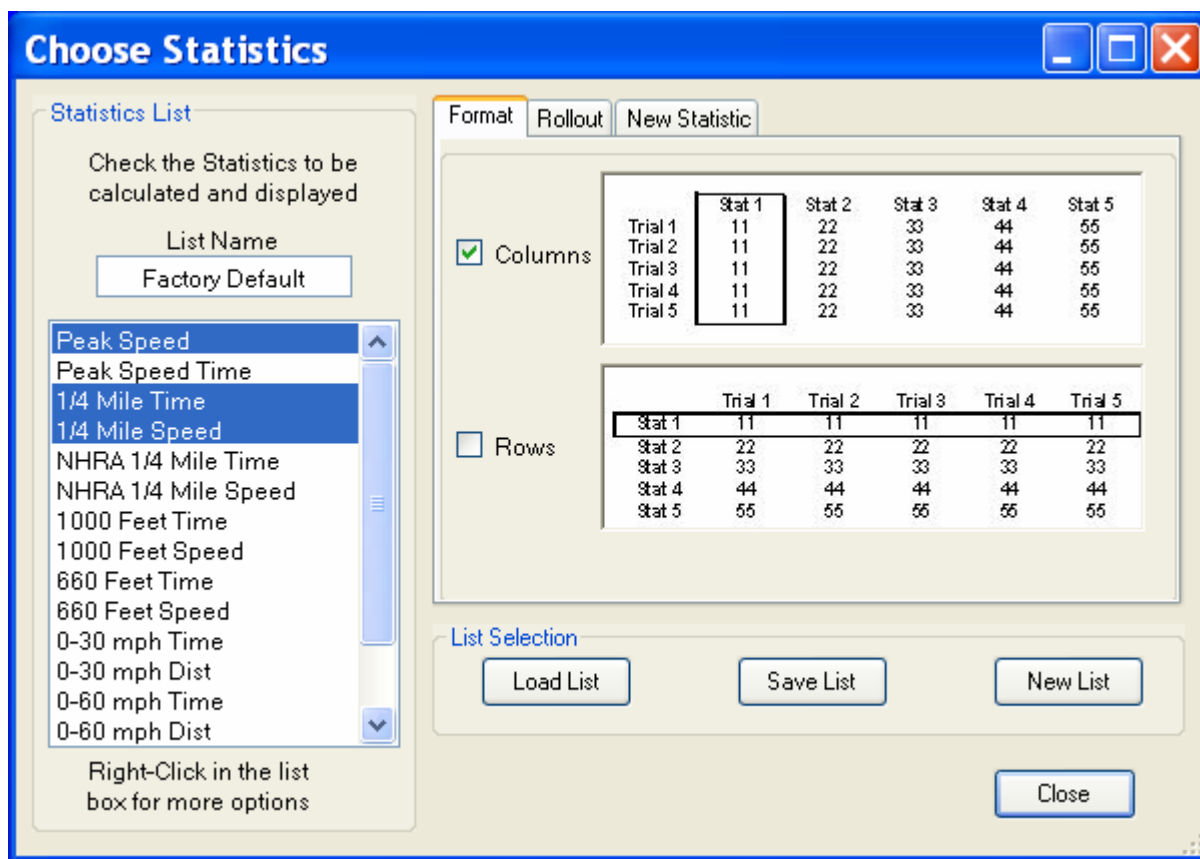 Choose Statistics
Statistics List
Check the Statistics to be
calculated and displayed
List Name
Factory Default
Peak Speed
Peak Speed Time
1/4 Mile Time
1/4 Mile Speed
NHRA 1/4 Mile Time
NHRA 1/4 Mile Speed
1000 Feet Time
1000 Feet Speed
660 Feet Time
660 Feet Speed
0-30 mph Time
0-30 mph Dist
0-60 mph Time
0-60 mph Dist
Right-Click in the list
box for more options
Format Rollout New Statistic
Columns
Stat 1 Stat 2 Stat 3 Stat 4 Stat 5
Trial 1 11 22 33 44 55
Trial 2 11 22 33 44 55
Trial 3 11 22 33 44 55
Trial 4 11 22 33 44 55
Trial 5 11 22 33 44 55
Rows
Trial 1 Trial 2 Trial 3 Trial 4 Trial 5
Stat 1 11 11 11 11 11
Stat 2 22 22 22 22 22
Stat 3 33 33 33 33 33
Stat 4 44 44 44 44 44
Stat 5 55 55 55 55 55
List Selection
Load List Save List New List
Close